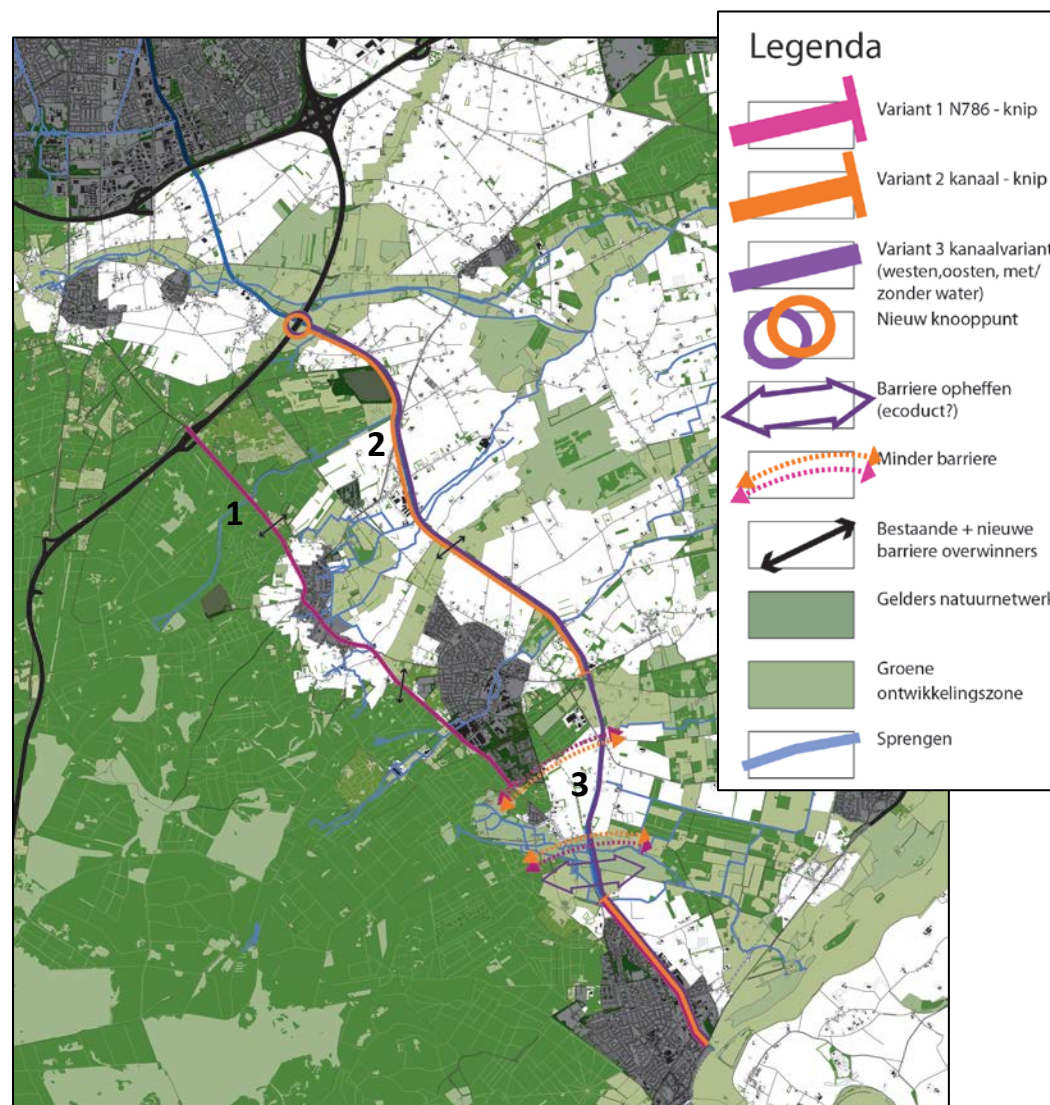 Legenda
Variant 1 N786 - knip
Variant 2 kanaal - knip
Variant 3 kanaalvariant
(westen,oosten, met/
zonder water)
Nieuw knooppunt
Barriere opheffen
(ecoduct?)
Minder barriere
Bestaande + nieuwe
barriere overwinners
Gelders natuurnetwerk
Groene
ontwikkelingszone
Sprengen
2
1
3